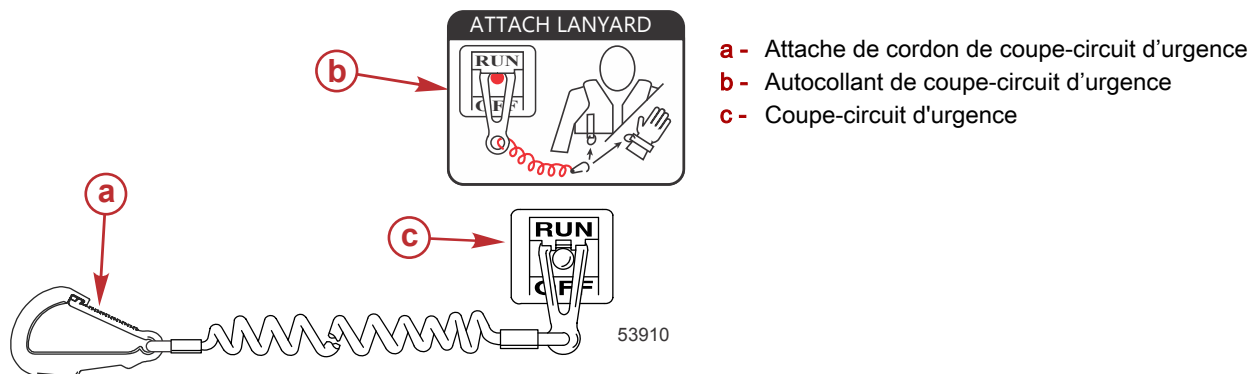 ATTACH LANYARD
RUN
OFF
b
a - Attache de cordon de coupe-circuit d’urgence
b - Autocollant de coupe-circuit d’urgence
c - Coupe-circuit d'urgence
a
c
RUN
OFF
53910